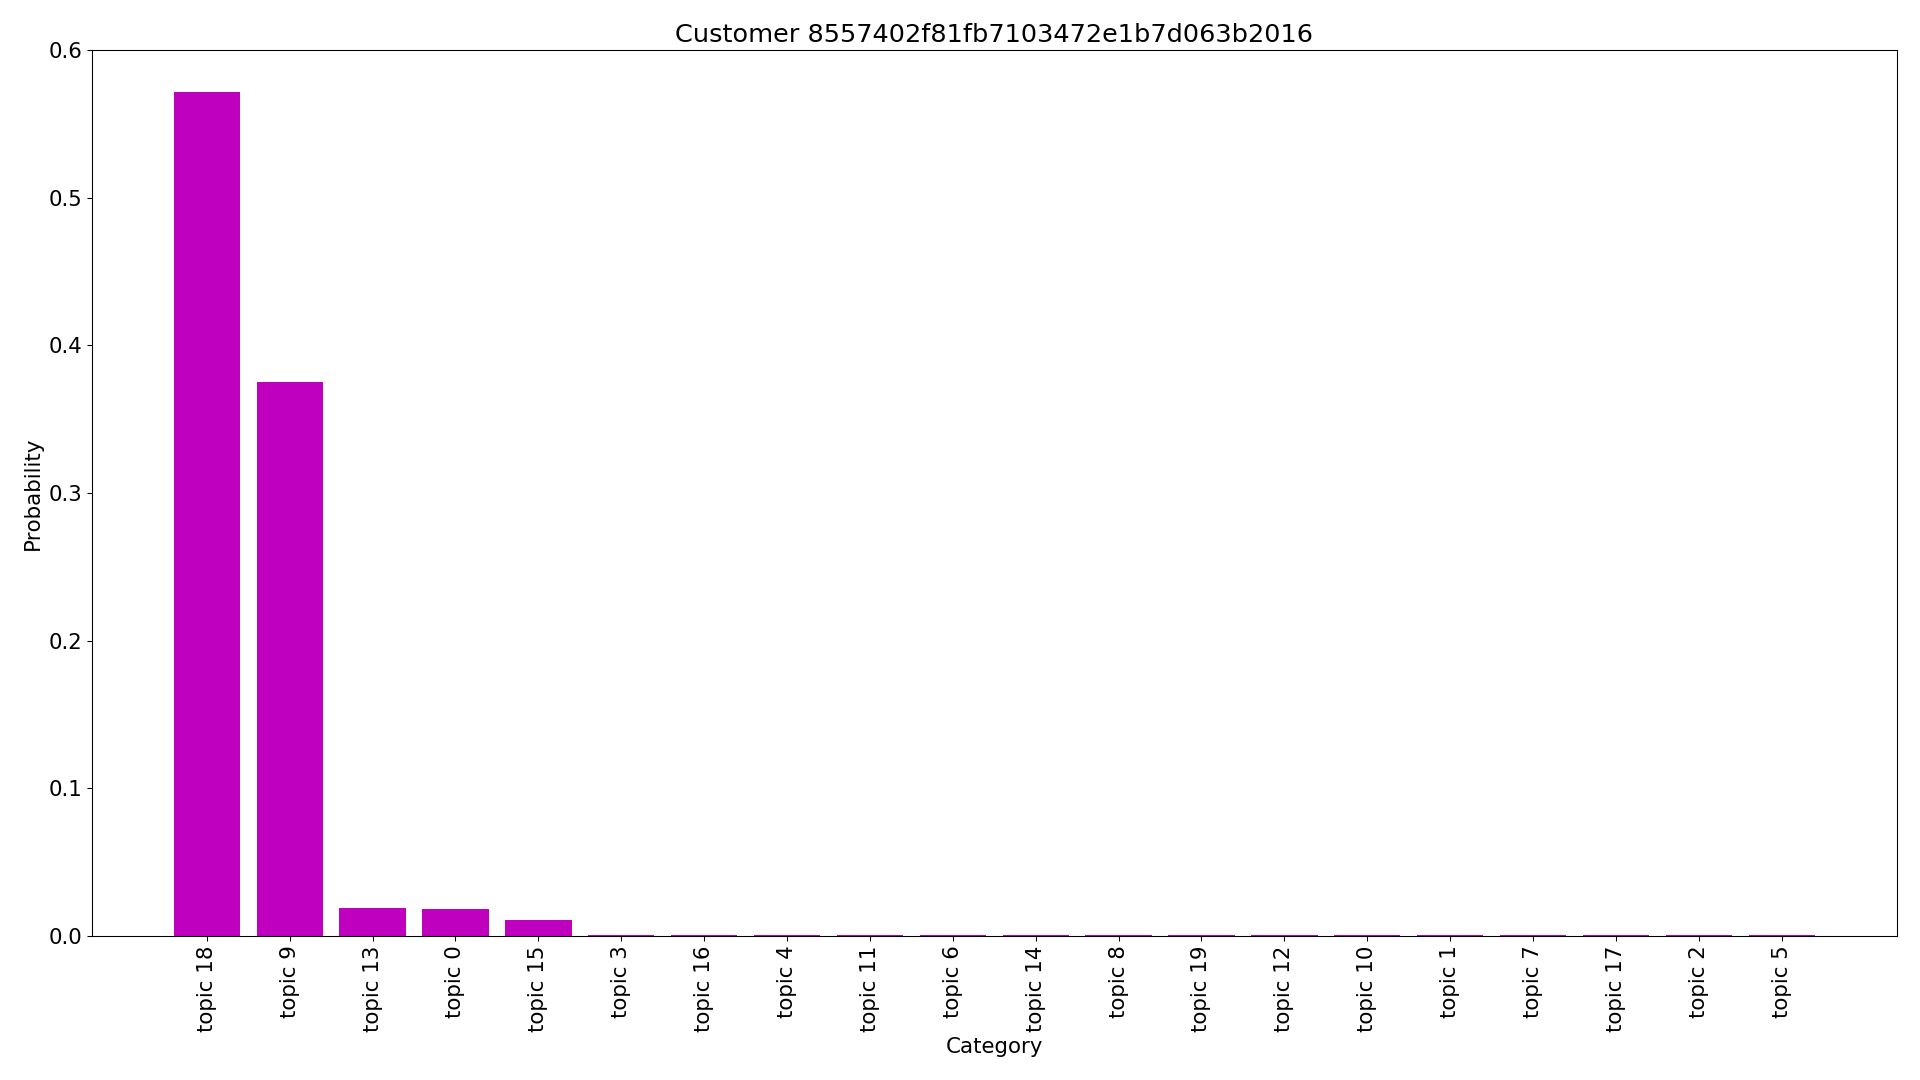 Customer 8557402f81fb7103472e1b7d063b2016
0.6
0.5
0.4
0.3
0.2
0.1
0.0
Probability
topic 18
topic 9
topic 13
topic 0
topic 15
topic 3
topic 16
topic 4
topic 11
topic 6
topic 14
topic 8
topic 19
topic 12
topic 10
topic 1
topic 7
topic 17
topic 2
topic 5
Category